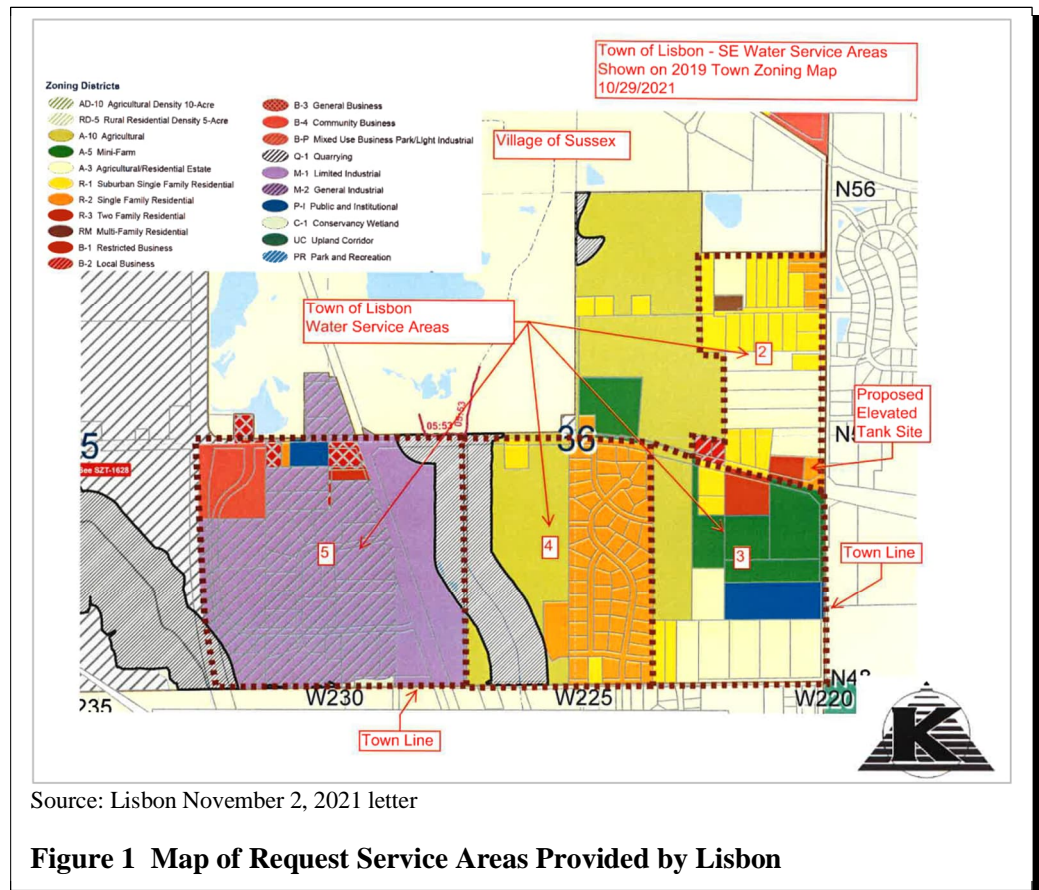 Town of Lisbon - SE Water Service Areas
Shown on 2019 Town Zoning Map
10/29/2021
Zoning Districts
AD-10 Agricultural Density 10-Acre
RD-5 Rural Residential Density 5-Acre
A-10 Agricultural
A-5 Mini-Farm
A-3 Agricultural/Residential Estate
R-1 Suburban Single Family Residential
R-2 Single Family Residential
R-3 Two Family Residential
RM Multi-Family Residential
B-1 Restricted Business
B-2 Local Business
B-3 General Business
B-4 Community Business
B-P Mixed Use Business Park/Light Industrial
Q-1 Quarrying
M-1 Limited Industrial
M-2 General Industrial
P-I Public and Institutional
C-1 Conservancy Wetland
UC Upland Corridor
PR Park and Recreation
Village of Sussex
N56
Town of Lisbon
Water Service Areas
2
Proposed
Elevated
Tank Site
05:53
05:53
5
36
SZT-1628
5
4
3
Town Line
W230
W225
W220
235
Town Line
K
Source: Lisbon November 2, 2021 letter
Figure 1 Map of Request Service Areas Provided by Lisbon